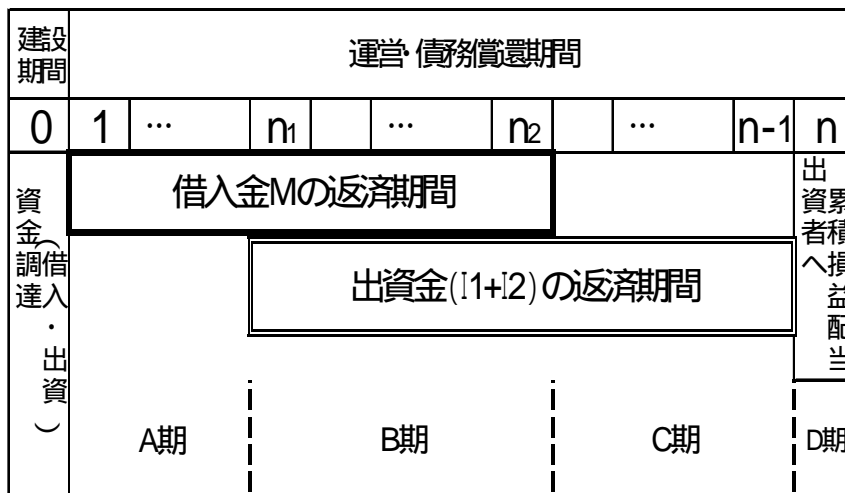 建設
期間
運営・債務償還期間
0 1 … n1 … n2 … n-1 n
資金調達
(借入・出資)
借入金Mの返済期間
出資金(I1+I2)の返済期間
出資者へ
累積損益配当
A期 B期 C期 D期